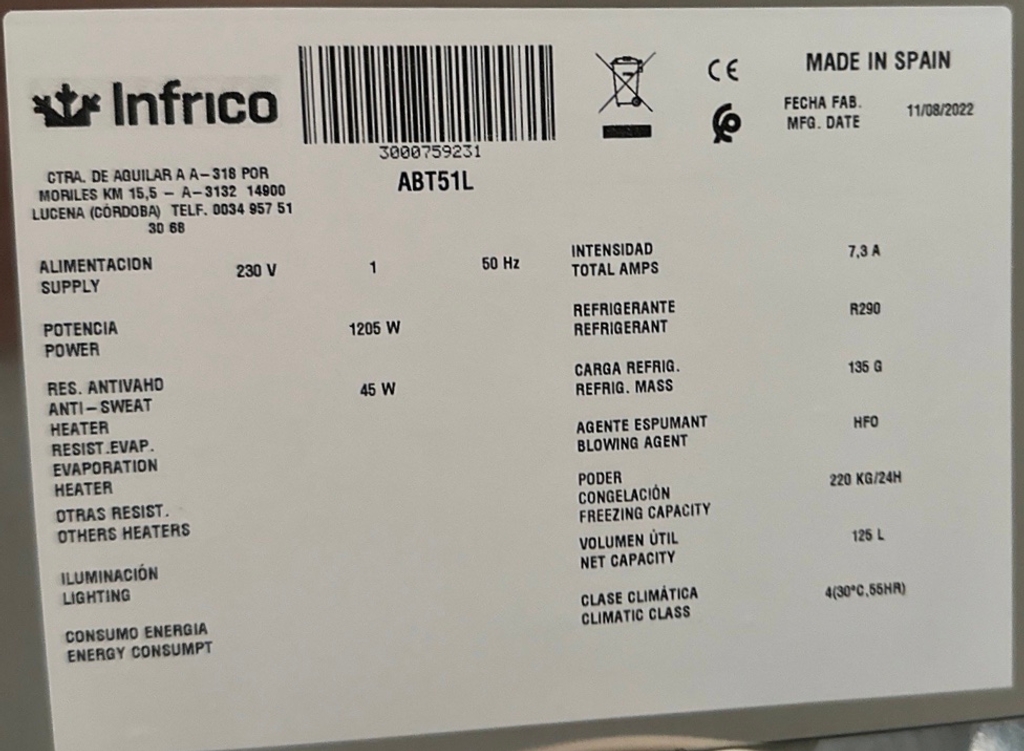 Infrico
3000759231
ABT51L
CE
MADE IN SPAIN
FECHA FAB.
MFG. DATE
11/08/2022
CTRA. DE AGUILAR A A-318 POR
MORILES KM 15,5 - A-3132 14900
LUCENA (CÓRDOBA) TELF. 0034 957 51
30 68
ALIMENTACION
SUPPLY
230 V 1 50 Hz
POTENCIA
POWER
1205 W
RES. ANTIVAHO
ANTI-SWEAT
HEATER
45 W
RESIST.EVAP.
EVAPORATION
HEATER
OTRAS RESIST.
OTHERS HEATERS
ILUMINACIÓN
LIGHTING
CONSUMO ENERGIA
ENERGY CONSUMPT
INTENSIDAD
TOTAL AMPS
7,3 A
REFRIGERANTE
REFRIGERANT
R290
CARGA REFRIG.
REFRIG. MASS
135 G
AGENTE ESPUMANT
BLOWING AGENT
HFO
PODER
CONGELACIÓN
FREEZING CAPACITY
220 KG/24H
VOLUMEN ÚTIL
NET CAPACITY
125 L
CLASE CLIMÁTICA
CLIMATIC CLASS
4(30ºC,55HR)